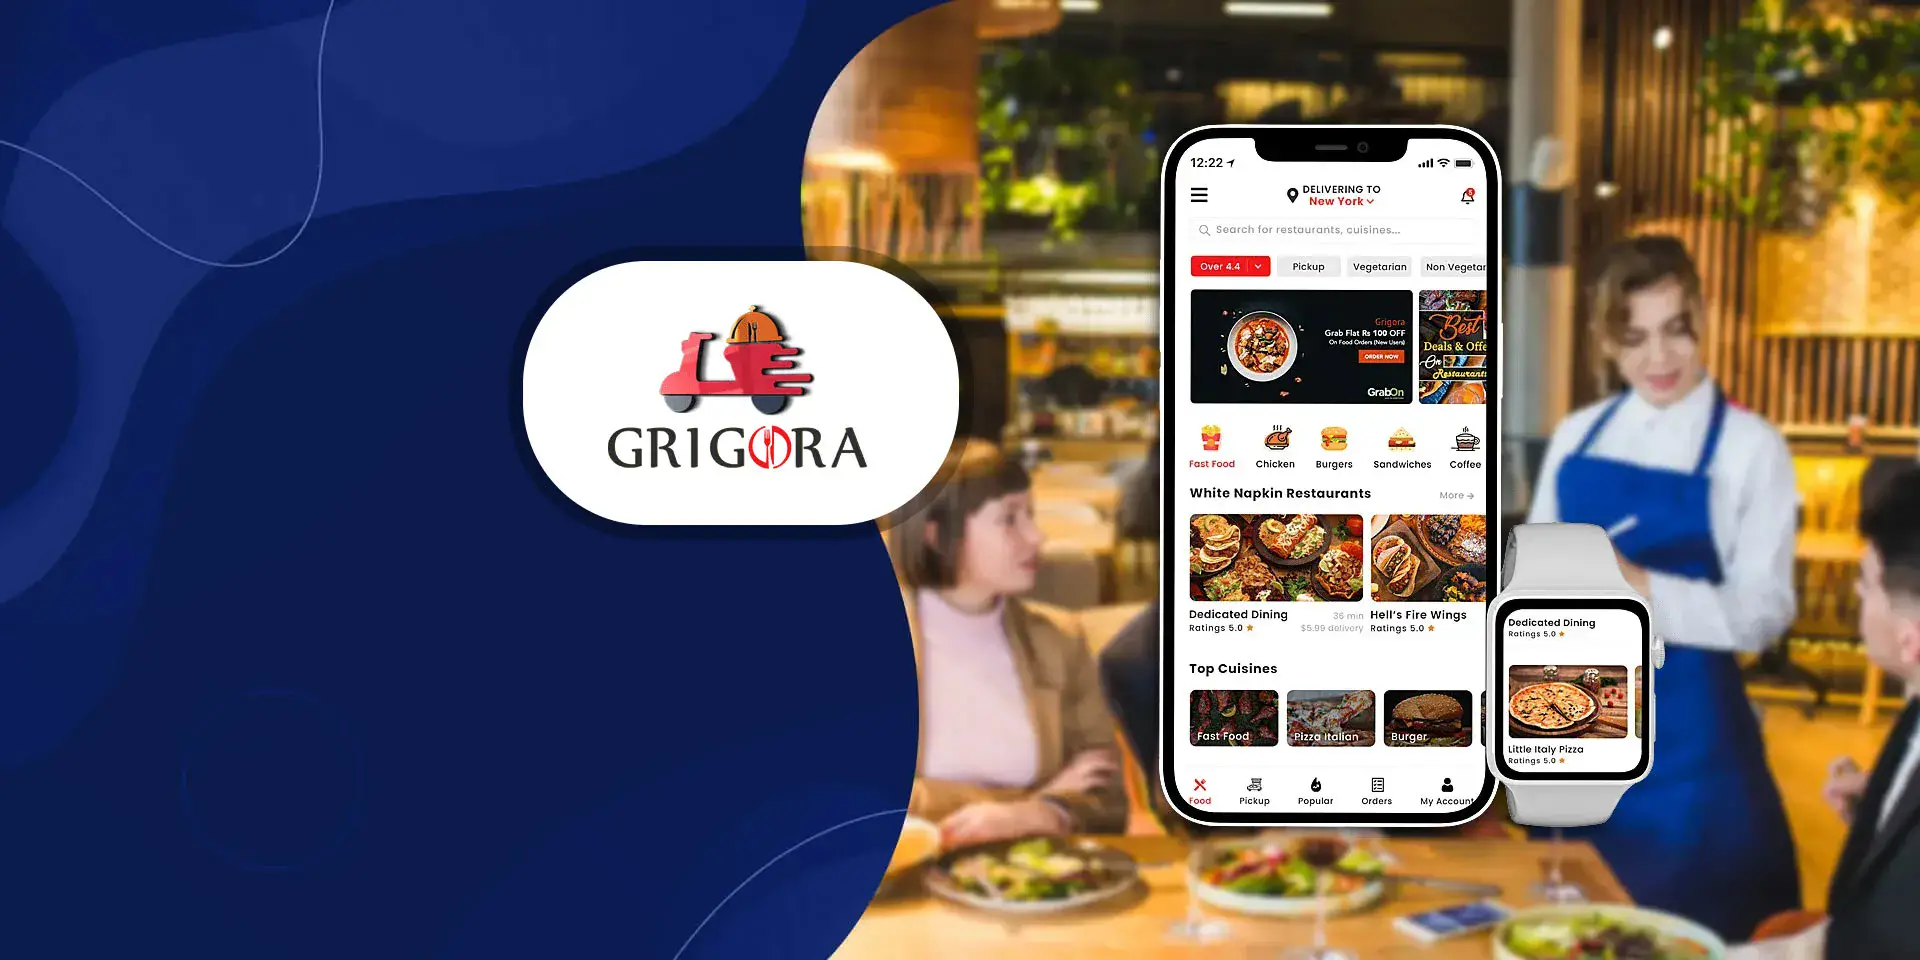 GRIGORA
12:22
DELIVERING TO
New York
Search for restaurants, cuisines...
Over 4.4
Pickup
Vegetarian
Non Vegetar
Grigora
Grab Flat Rs 100 OFF
On Food Orders (New Users)
ORDER NOW
GrabOn
Best
Deals & Offe
On
Restaurants
Fast Food
Chicken
Burgers
Sandwiches
Coffee
White Napkin Restaurants
More
Dedicated Dining
36 min
Ratings 5.0
$5.99 delivery
Hell's Fire Wings
Ratings 5.0
Top Cuisines
Fast Food
Pizza Italian
Burger
Food
Pickup
Popular
Orders
My Account
Dedicated Dining
Ratings 5.0
Little Italy Pizza
Ratings 5.0